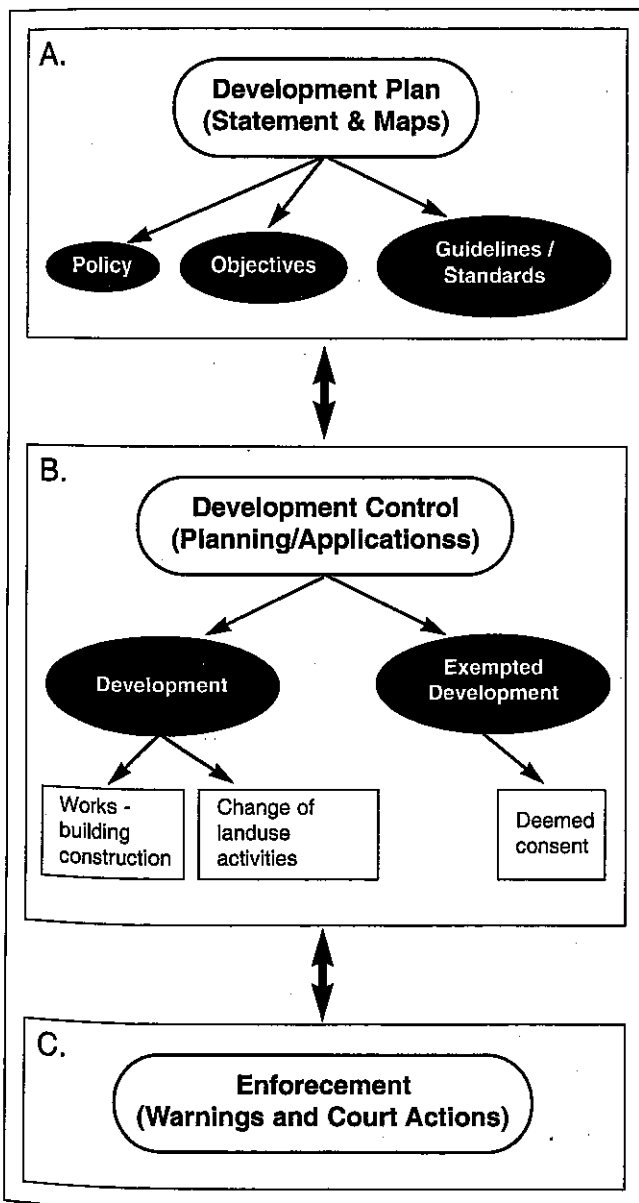 A.
Development Plan
(Statement & Maps)
Policy
Objectives
Guidelines /
Standards
B.
Development Control
(Planning/Applicationss)
Development
Exempted
Development
Works -
building
construction
Change of
landuse
activities
Deemed
consent
C.
Enforecement
(Warnings and Court Actions)